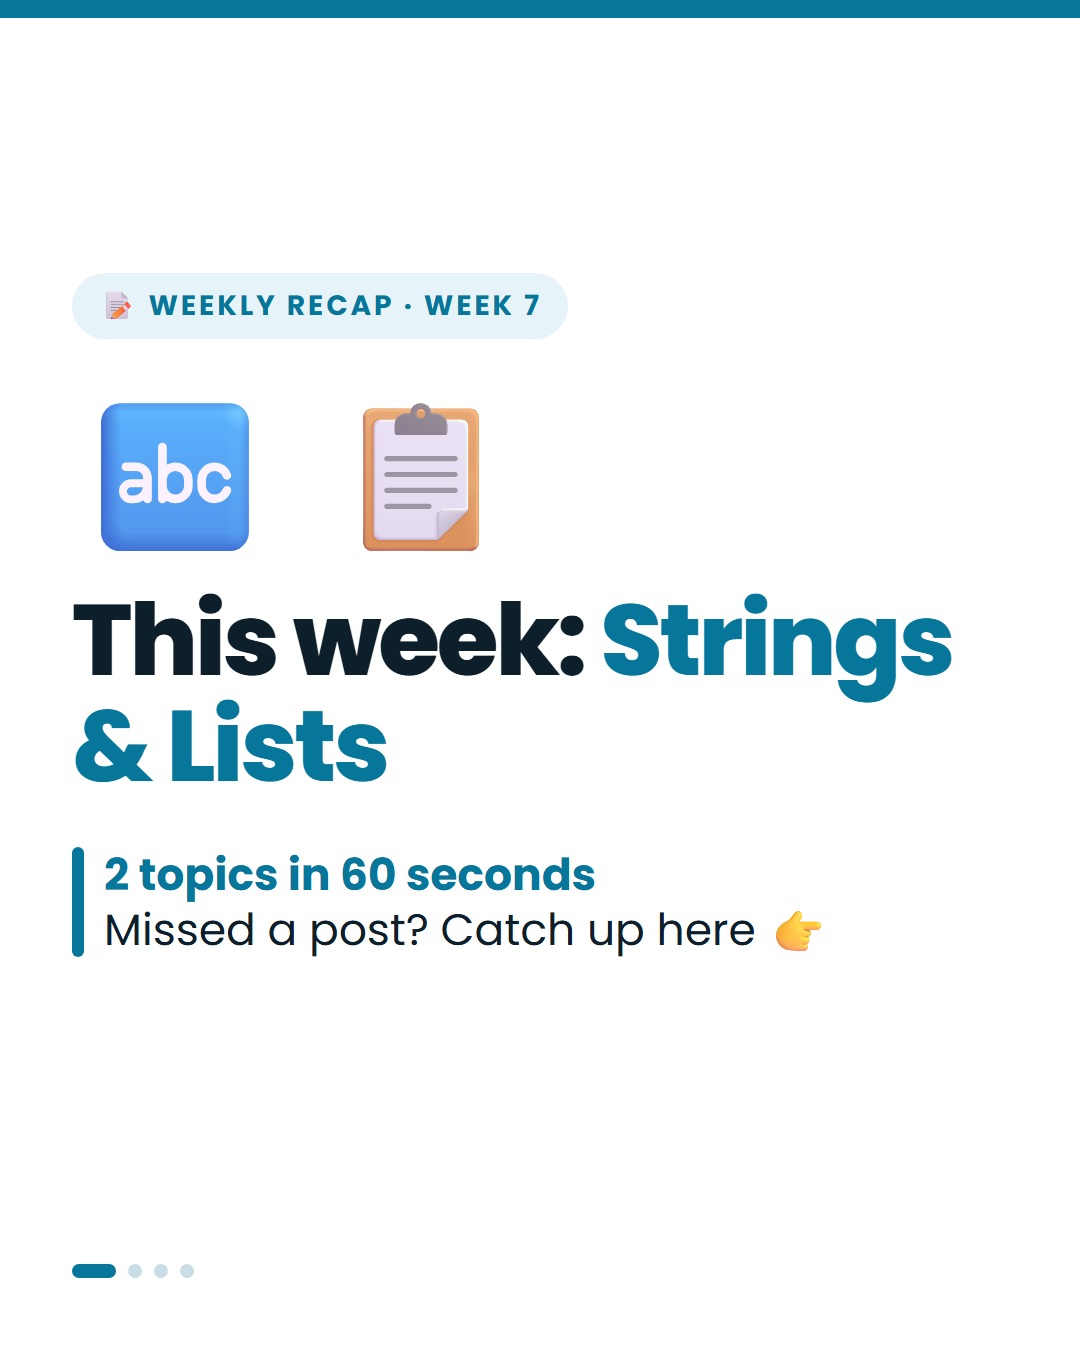 WEEKLY RECAP · WEEK 7
abc
This week: Strings
& Lists
2 topics in 60 seconds
Missed a post? Catch up here